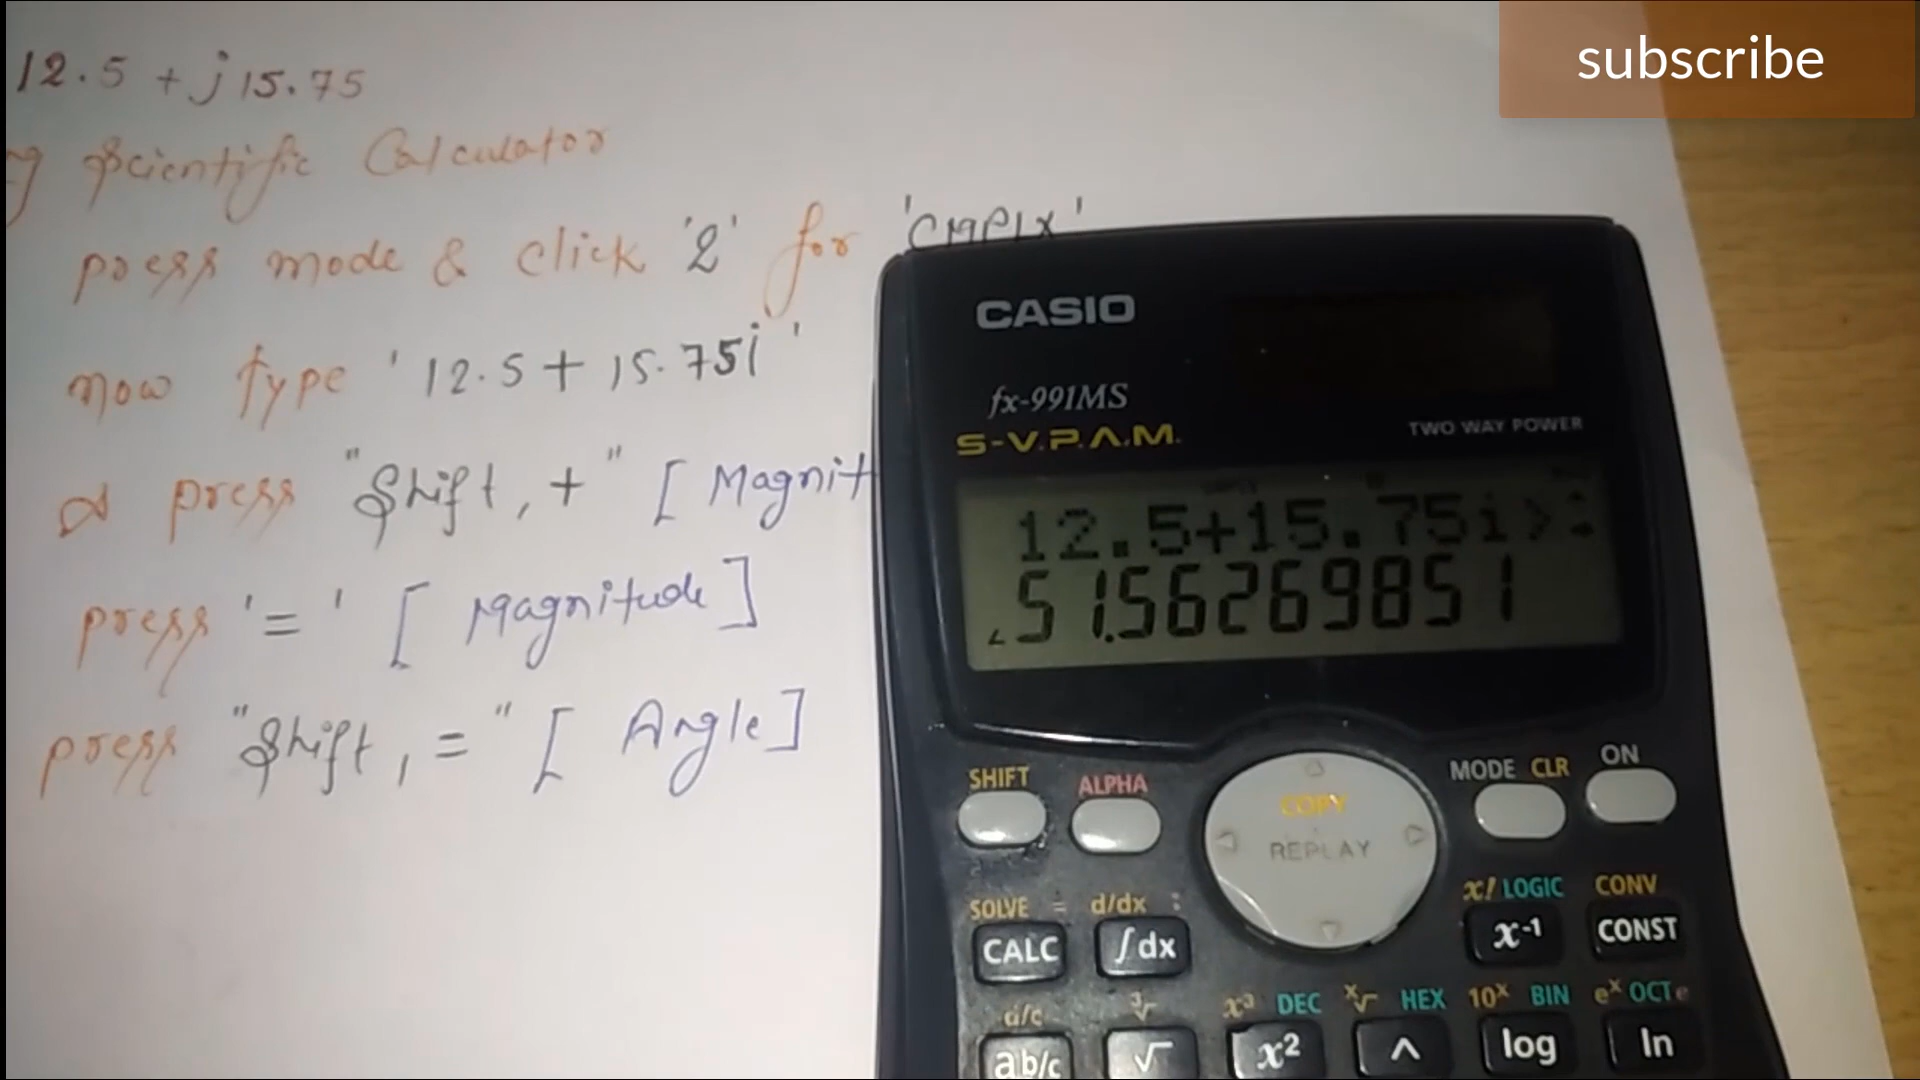 subscribe
12.5 + j 15.75
g Scientific Calculator
press mode & click '2' for 'CMPLX'
now type '12.5 + 15.75i'
& press "Shift, +" [Magnit
press '=' [Magnitude]
press "Shift, =" [Angle]
CASIO
fx-991MS
S-V.P.A.M.
TWO WAY POWER
12.5+15.75i>
∠51.56269851
SHIFT ALPHA MODE CLR ON
COPY
REPLAY
SOLVE = d/dx : x! LOGIC CONV
CALC ∫dx x-1 CONST
d/c 3√ x3 DEC x√ HEX 10x BIN ex OCT e
ab/c √ x2 ^ log ln